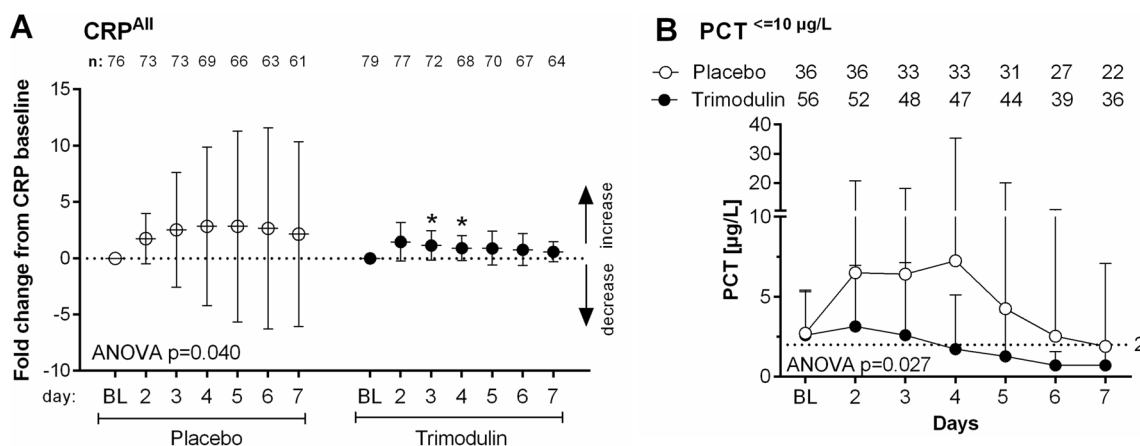 A CRP^All
n: 76 73 73 69 66 63 61 79 77 72 68 70 67 64
15
10
5
0
-5
-10
Fold change from CRP baseline
* *
increase
decrease
ANOVA p=0.040
day: BL 2 3 4 5 6 7 BL 2 3 4 5 6 7
Placebo Trimodulin
B PCT <=10 µg/L
Placebo 36 36 33 33 31 27 22
Trimodulin 56 52 48 47 44 39 36
40
30
20
10
10
5
0
PCT [µg/L]
2
ANOVA p=0.027
BL 2 3 4 5 6 7
Days